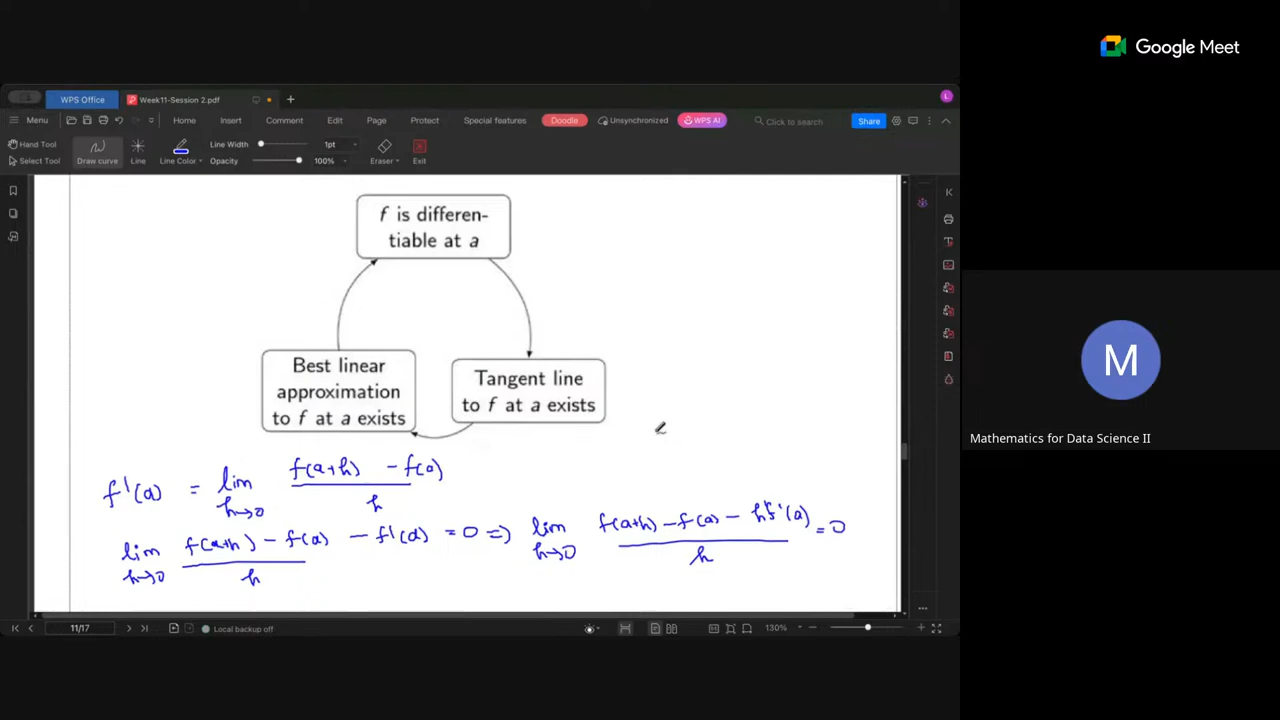 Google Meet
WPS Office
Week11-Session 2.pdf
Menu
Home
Insert
Comment
Edit
Page
Protect
Special features
Doodle
Unsynchronized
WPS AI
Click to search
Share
L
Hand Tool
Select Tool
Draw curve
Line
Line Color
Line Width
1pt
Opacity
100%
Eraser
Exit
f is differen-
tiable at a
Best linear
approximation
to f at a exists
Tangent line
to f at a exists
f'(a) = lim h→0 f(a+h) - f(a) / h
lim h→0 f(a+h) - f(a) / h - f'(a) = 0 => lim h→0 f(a+h) - f(a) - hf'(a) / h = 0
M
Mathematics for Data Science II
11/17
Local backup off
130%